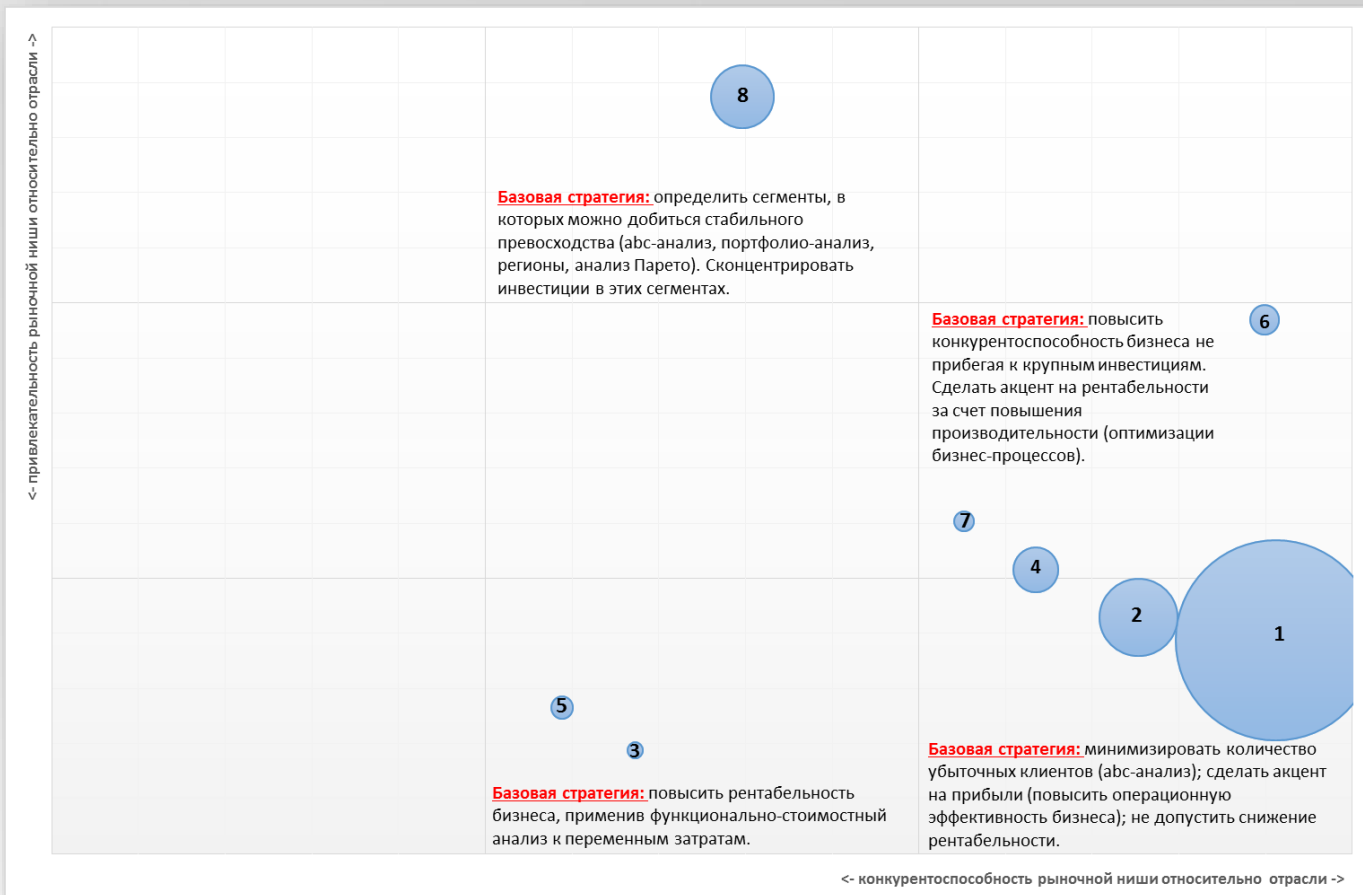 <- привлекательность рыночной ниши относительно отрасли ->
8
Базовая стратегия: определить сегменты, в
которых можно добиться стабильного
превосходства (abc-анализ, портфолио-анализ,
регионы, анализ Парето). Сконцентрировать
инвестиции в этих сегментах.
6
Базовая стратегия: повысить
конкурентоспособность бизнеса не
прибегая к крупным инвестициям.
Сделать акцент на рентабельности
за счет повышения
производительности (оптимизации
бизнес-процессов).
7
4
2
1
5
3
Базовая стратегия: повысить рентабельность
бизнеса, применив функционально-стоимостный
анализ к переменным затратам.
Базовая стратегия: минимизировать количество
убыточных клиентов (abc-анализ); сделать акцент
на прибыли (повысить операционную
эффективность бизнеса); не допустить снижение
рентабельности.
<- конкурентоспособность рыночной ниши относительно отрасли ->